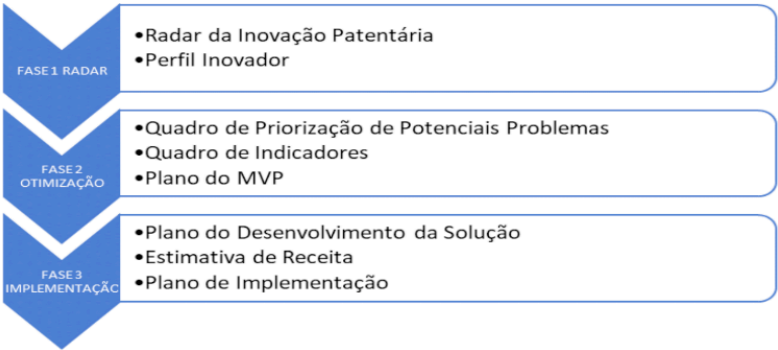 FASE 1 RADAR
•Radar da Inovação Patentária
•Perfil Inovador
FASE 2
OTIMIZAÇÃO
•Quadro de Priorização de Potenciais Problemas
•Quadro de Indicadores
•Plano do MVP
FASE 3
IMPLEMENTAÇÃC
•Plano do Desenvolvimento da Solução
•Estimativa de Receita
•Plano de Implementação